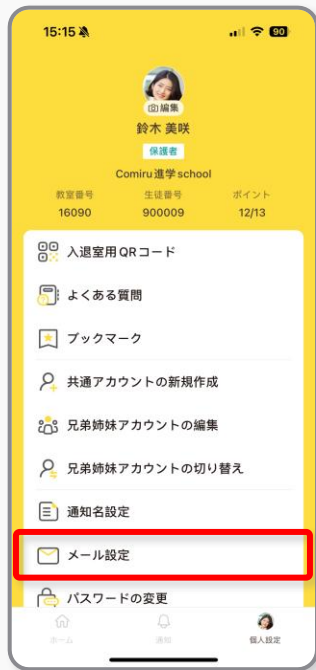 15:15
90
編集
鈴木 美咲
保護者
Comiru進学school
教室番号 生徒番号 ポイント
16090 900009 12/13
入退室用QRコード
よくある質問
ブックマーク
共通アカウントの新規作成
兄弟姉妹アカウントの編集
兄弟姉妹アカウントの切り替え
通知名設定
メール設定
パスワードの変更
ホーム 通知 個人設定